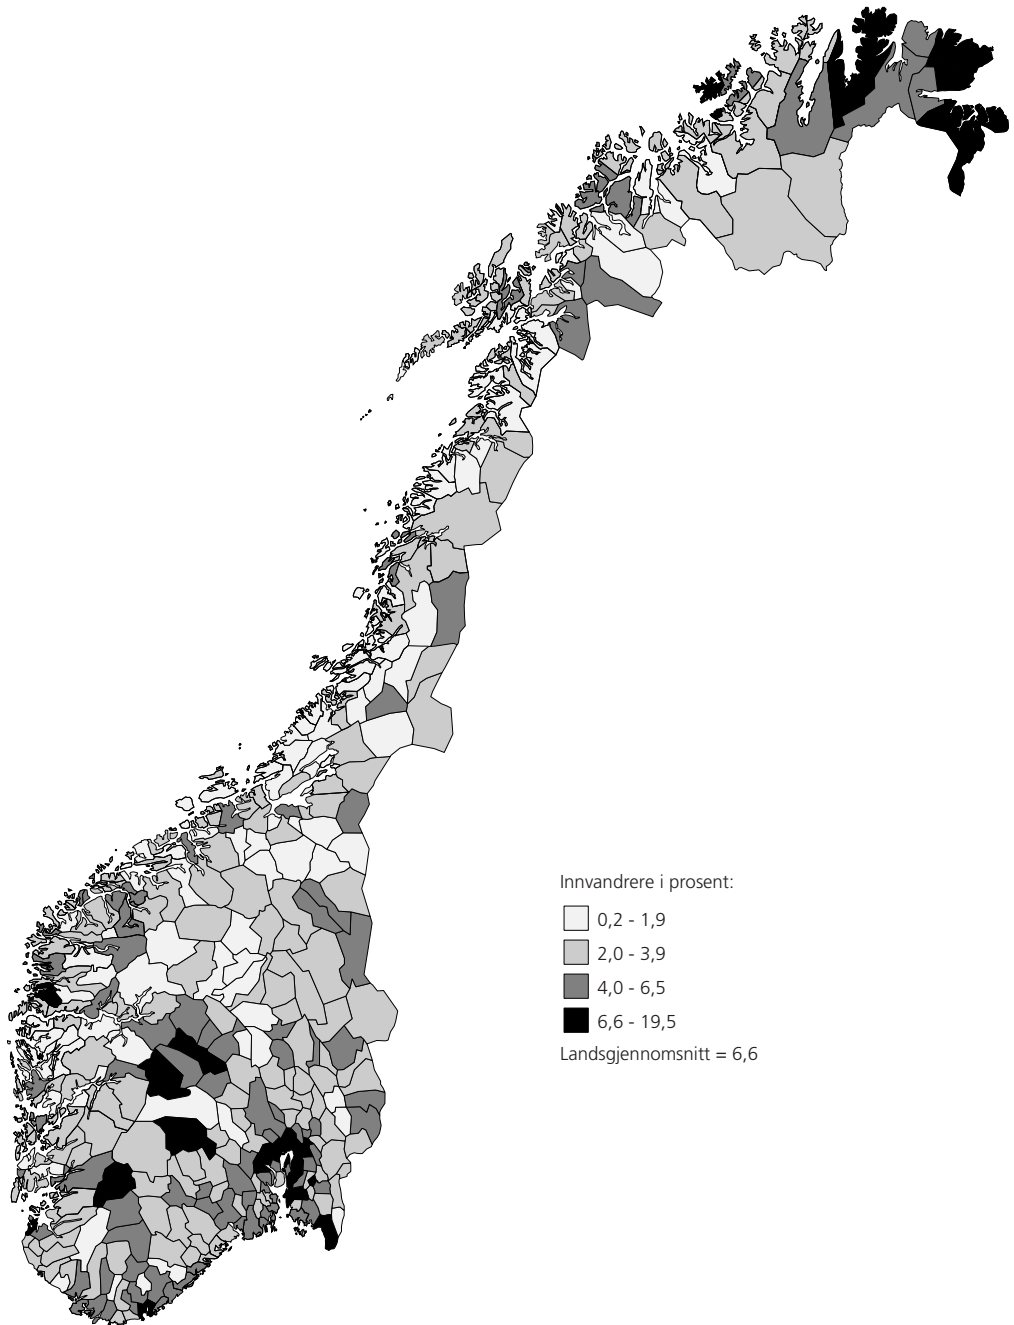 Innvandrere i prosent:
0,2 - 1,9
2,0 - 3,9
4,0 - 6,5
6,6 - 19,5
Landsgjennomsnitt = 6,6